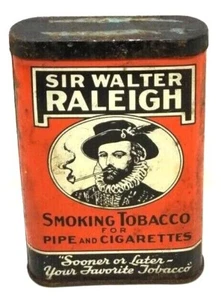 SIR WALTER
RALEIGH
SMOKING TOBACCO
FOR
PIPE AND CIGARETTES
"Sooner or Later-
Your Favorite Tobacco"